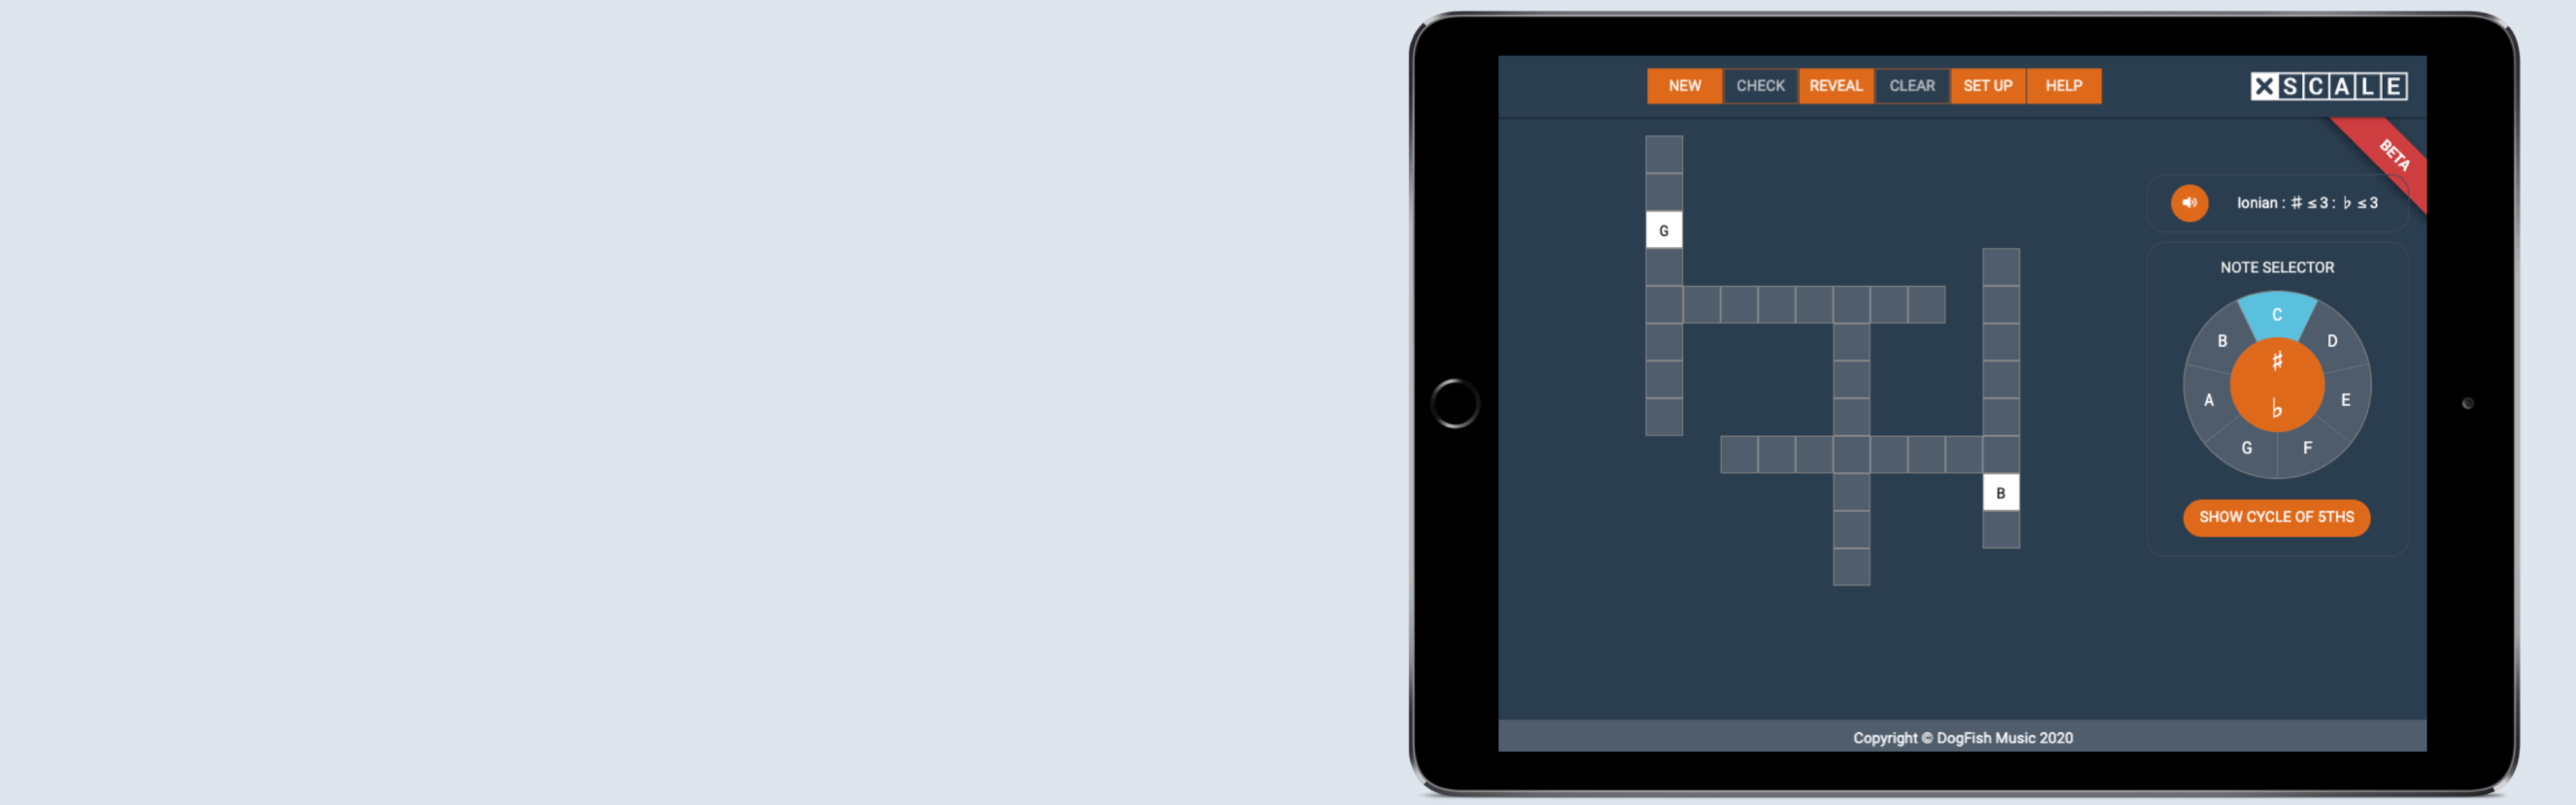 NEW CHECK REVEAL CLEAR SET UP HELP
XSCALE
BETA
Ionian : ♯ ≤ 3 : ♭ ≤ 3
G
B
NOTE SELECTOR
C
D
E
F
G
A
B
♯
♭
SHOW CYCLE OF 5THS
Copyright © DogFish Music 2020